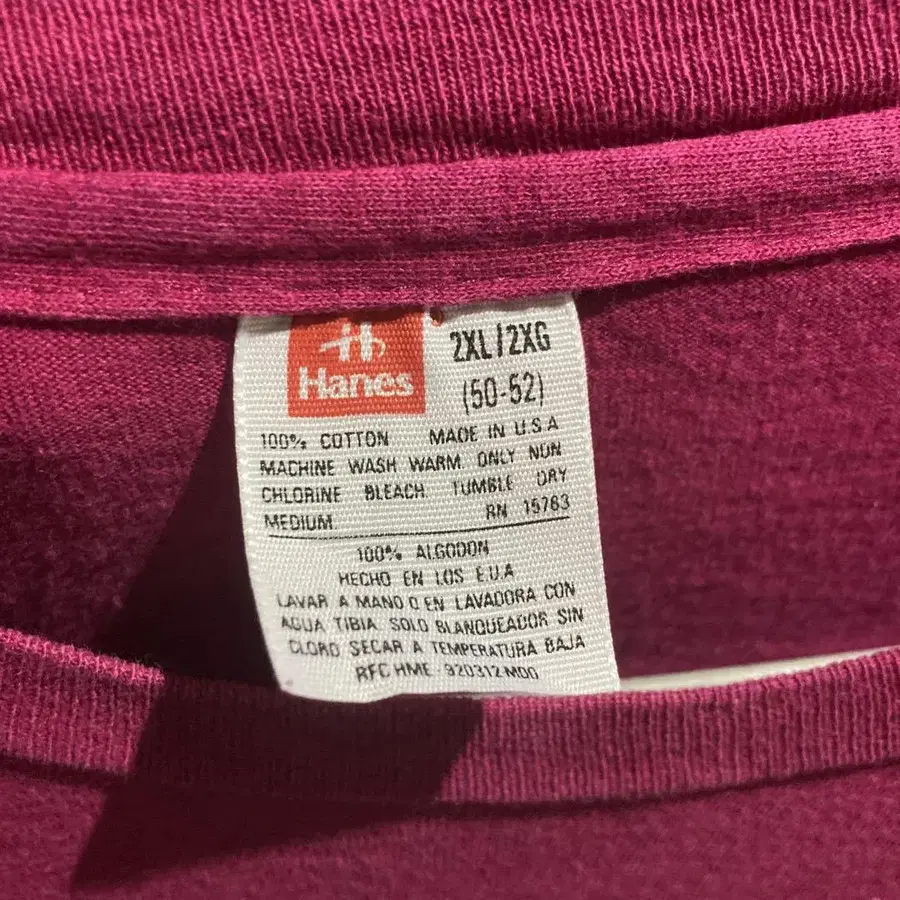 Hanes
2XL/2XG
(50-52)
100% COTTON MADE IN U.S.A
MACHINE WASH WARM. ONLY NON
CHLORINE BLEACH. TUMBLE DRY
MEDIUM. RN 15763
100% ALGODON
HECHO EN LOS E.U.A
LAVAR A MANO O EN LAVADORA CON
AGUA TIBIA. SOLO BLANQUEADOR SIN
CLORO SECAR A TEMPERATURA BAJA
RFC HME - 920312 M00